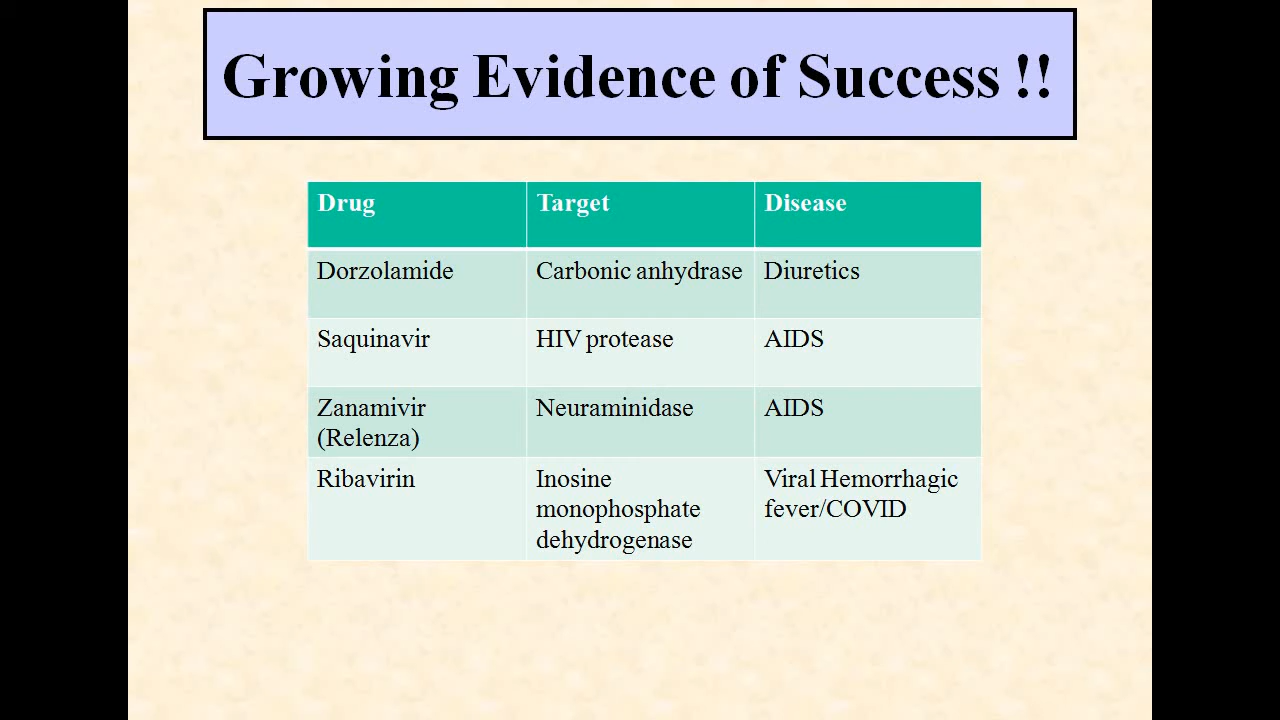 Growing Evidence of Success !!
Drug Target Disease
Dorzolamide Carbonic anhydrase Diuretics
Saquinavir HIV protease AIDS
Zanamivir Neuraminidase AIDS
(Relenza)
Ribavirin Inosine Viral Hemorrhagic
monophosphate fever/COVID
dehydrogenase